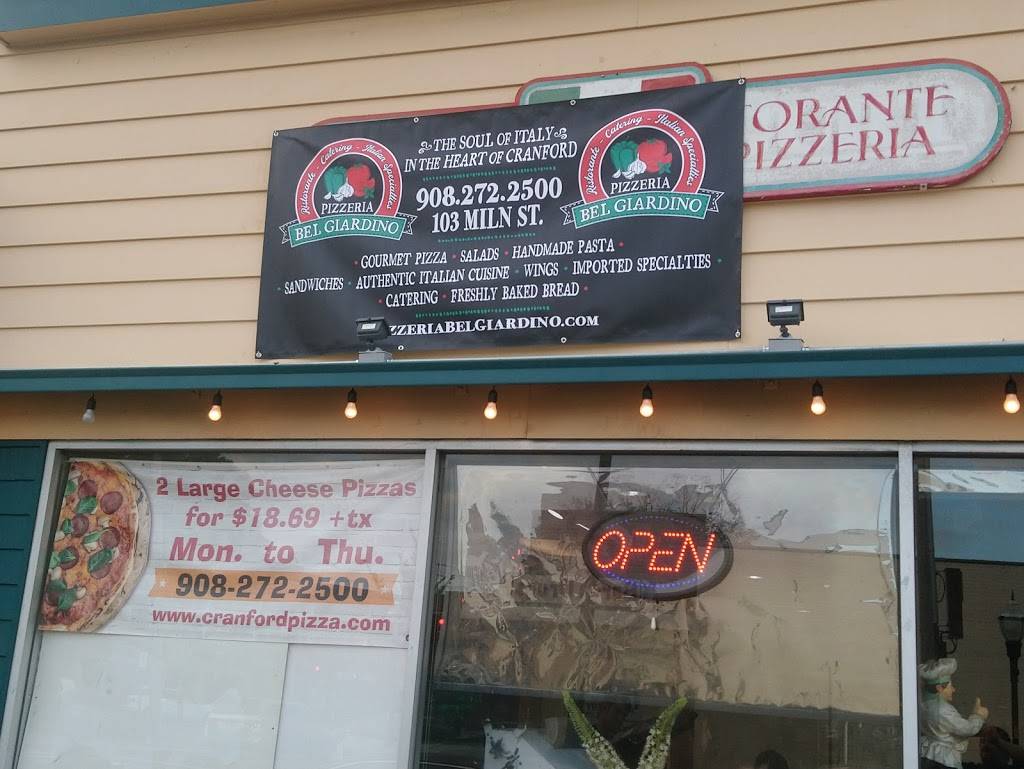 TORANTE
PIZZERIA
Ristorante - Catering - Italian Specialties
PIZZERIA
BEL GIARDINO
THE SOUL OF ITALY
IN THE HEART OF CRANFORD
908.272.2500
103 MILN ST.
Ristorante - Catering - Italian Specialties
PIZZERIA
BEL GIARDINO
• GOURMET PIZZA • SALADS • HANDMADE PASTA •
• SANDWICHES • AUTHENTIC ITALIAN CUISINE • WINGS • IMPORTED SPECIALTIES •
• CATERING • FRESHLY BAKED BREAD •
ZZERIABELGIARDINO.COM
2 Large Cheese Pizzas
for $18.69 +tx
Mon. to Thu.
908-272-2500
www.cranfordpizza.com
OPEN